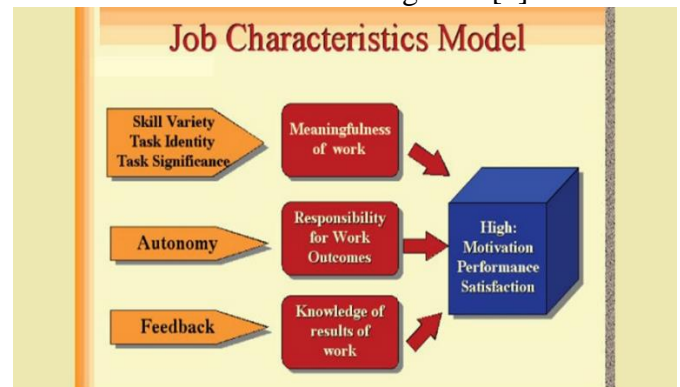 Job Characteristics Model
Skill Variety
Task Identity
Task Significance
Meaningfulness
of work
Autonomy
Responsibility
for Work
Outcomes
Feedback
Knowledge of
results of
work
High:
Motivation
Performance
Satisfaction